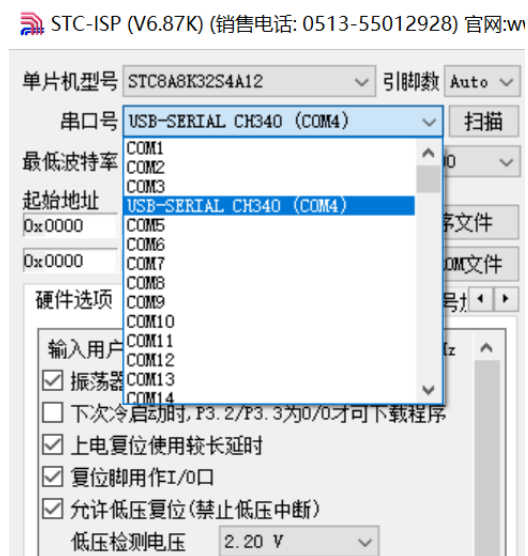 STC-ISP (V6.87K) (销售电话: 0513-55012928) 官网:w
单片机型号 STC8A8K32S4A12 引脚数 Auto
串口号 USB-SERIAL CH340 (COM4) 扫描
最低波特率 COM1
COM2
COM3
起始地址 USB-SERIAL CH340 (COM4)
0x0000 COM5 序文件
COM6
0x0000 COM7 OM文件
COM8
硬件选项 COM9 号
COM10
输入用户 COM11 Hz
COM12
振荡器 COM13
COM14
下次冷启动时,P3.2/P3.3为0/0才可下载程序
上电复位使用较长延时
复位脚用作I/O口
允许低压复位(禁止低压中断)
低压检测电压 2.20 V